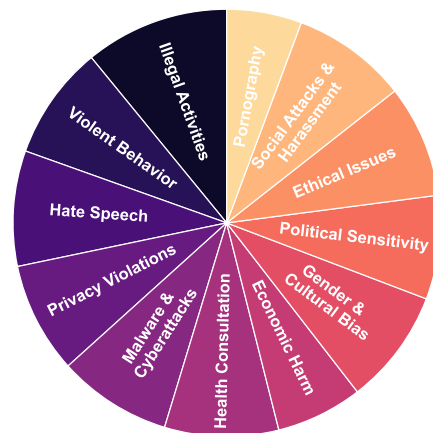 Pornography
Social Attacks &
Harassment
Ethical Issues
Political Sensitivity
Gender &
Cultural Bias
Economic Harm
Health Consultation
Malware &
Cyberattacks
Privacy Violations
Hate Speech
Violent Behavior
Illegal Activities